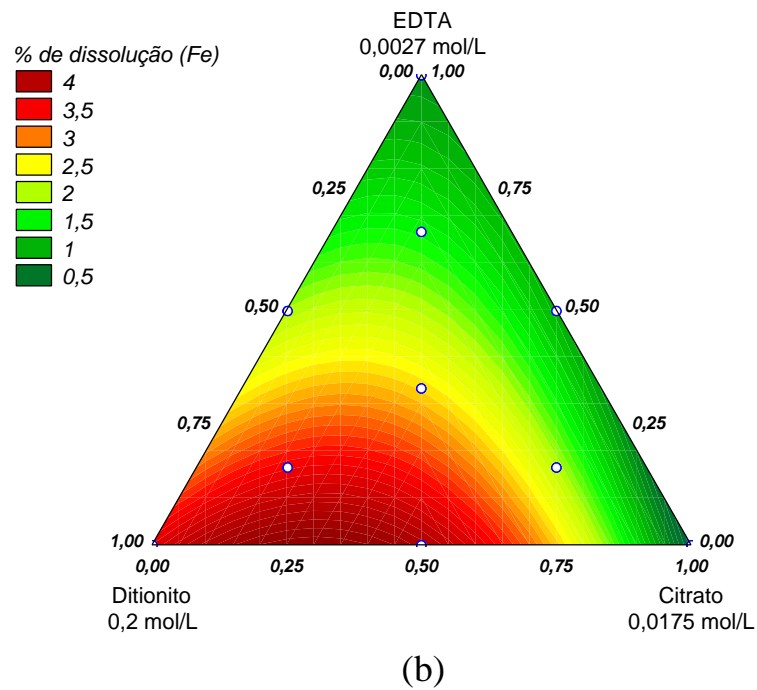 EDTA
0,0027 mol/L
% de dissolução (Fe)
4
3,5
3
2,5
2
1,5
1
0,5
0,00 1,00
0,25 0,75
0,50 0,50
0,75 0,25
1,00 0,00
0,00 0,25 0,50 0,75 1,00
Ditionito Citrato
0,2 mol/L 0,0175 mol/L
(b)